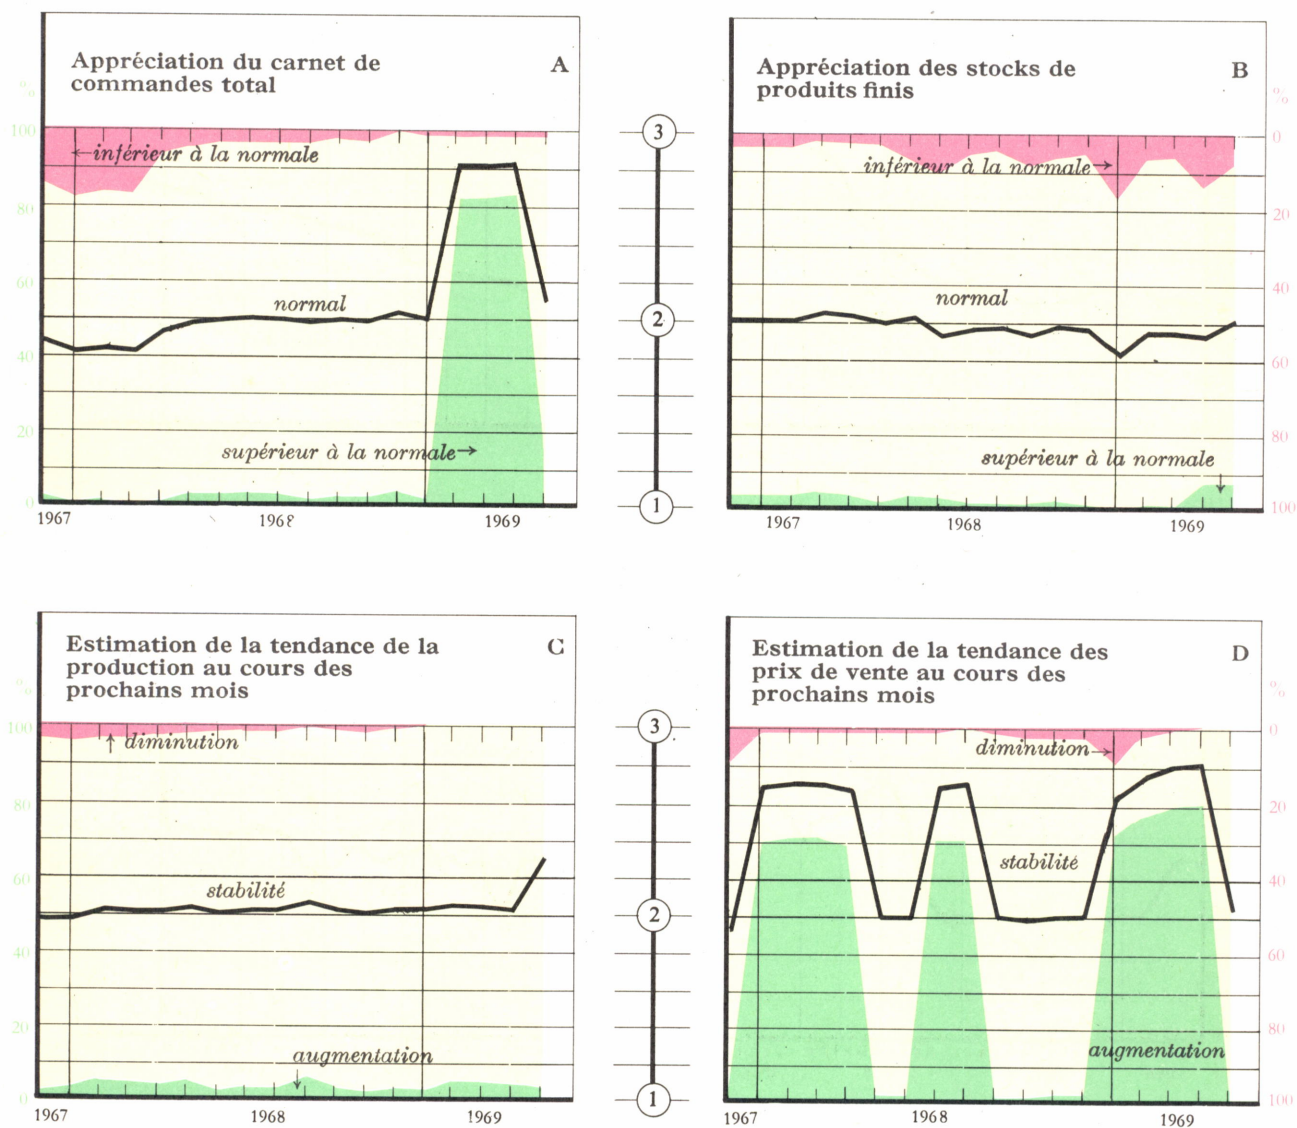 Appréciation du carnet de
commandes total
A
%
100
80
60
40
20
0
←inférieur à la normale
normal
supérieur à la normale→
1967
1968
1969
3
2
1
Appréciation des stocks de
produits finis
B
%
0
20
40
60
80
100
inférieur à la normale→
normal
supérieur à la normale
↓
1967
1968
1969
Estimation de la tendance de la
production au cours des
prochains mois
C
%
100
80
60
40
20
0
↑ diminution
stabilité
augmentation
↓
1967
1968
1969
3
2
1
Estimation de la tendance des
prix de vente au cours des
prochains mois
D
%
0
20
40
60
80
100
diminution→
stabilité
augmentation
1967
1968
1969